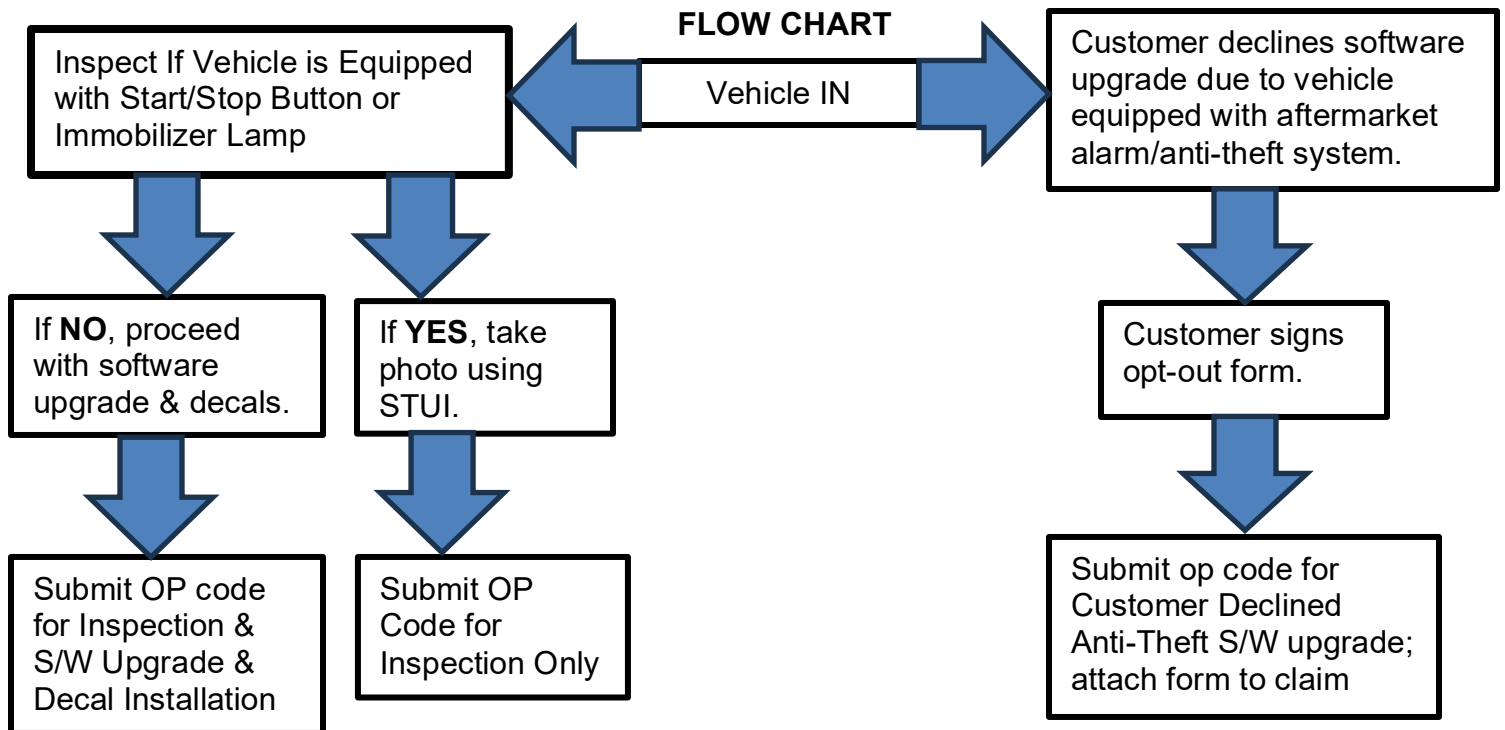 FLOW CHART
Vehicle IN
Inspect If Vehicle is Equipped
with Start/Stop Button or
Immobilizer Lamp
If NO, proceed
with software
upgrade & decals.
Submit OP code
for Inspection &
S/W Upgrade &
Decal Installation
If YES, take
photo using
STUI.
Submit OP
Code for
Inspection Only
Customer declines software
upgrade due to vehicle
equipped with aftermarket
alarm/anti-theft system.
Customer signs
opt-out form.
Submit op code for
Customer Declined
Anti-Theft S/W upgrade;
attach form to claim